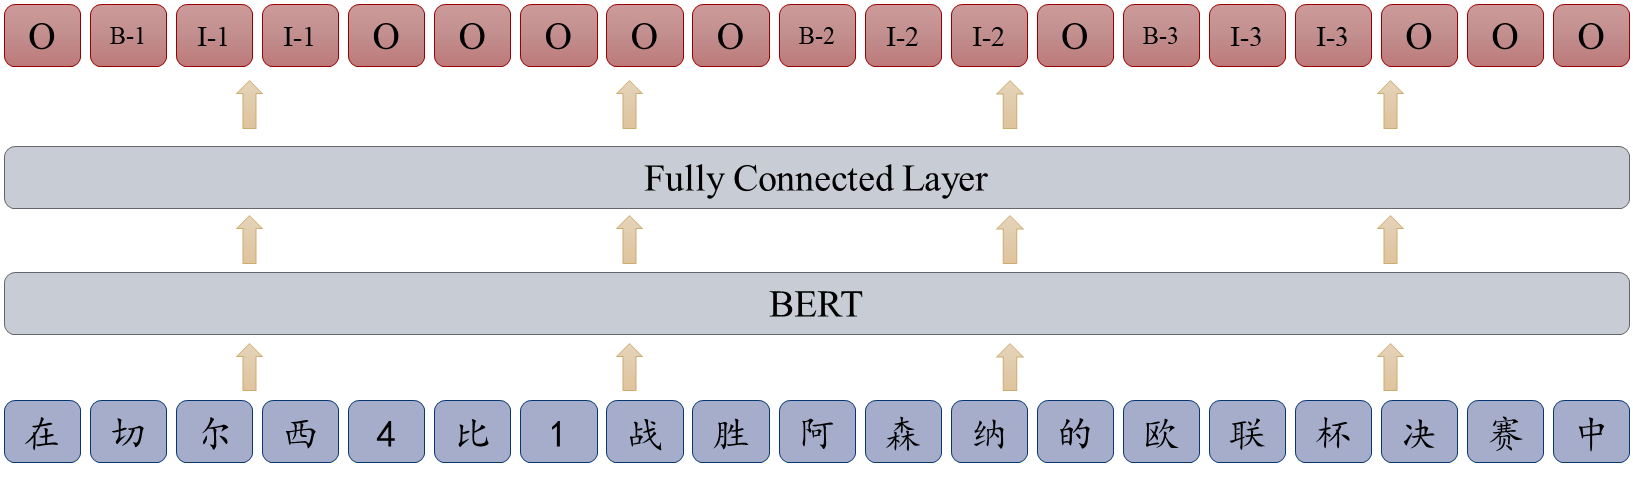 O B-1 I-1 I-1 O O O O O B-2 I-2 I-2 O B-3 I-3 I-3 O O O
Fully Connected Layer
BERT
在 切 尔 西 4 比 1 战 胜 阿 森 纳 的 欧 联 杯 决 赛 中